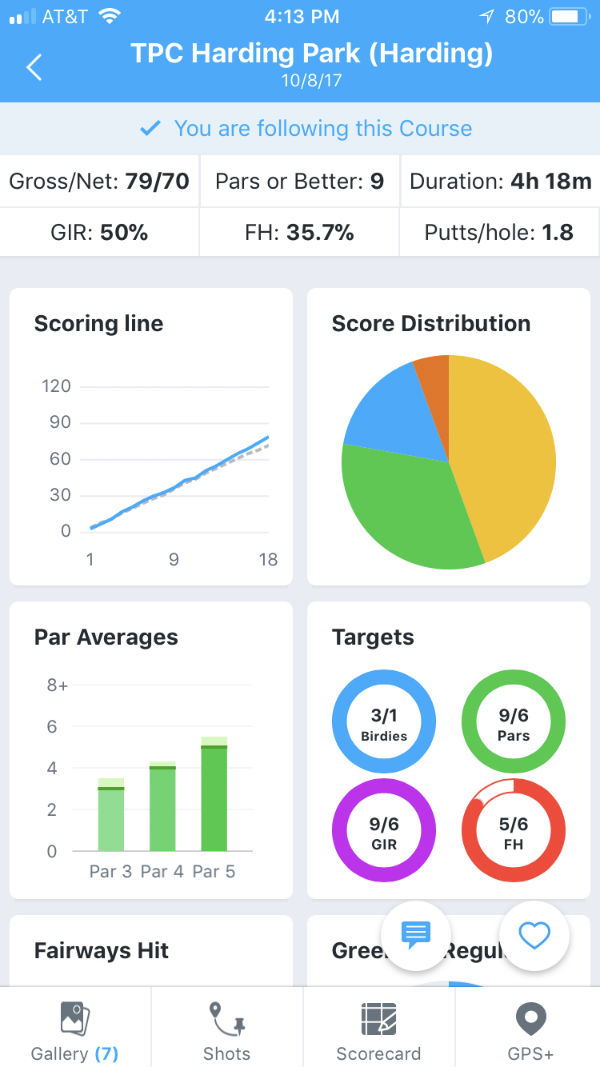 AT&T 4:13 PM 80%
TPC Harding Park (Harding)
10/8/17
You are following this Course
Gross/Net: 79/70 Pars or Better: 9 Duration: 4h 18m
GIR: 50% FH: 35.7% Putts/hole: 1.8
Scoring line
120
90
60
30
0
1 9 18
Score Distribution
Par Averages
8+
6
4
2
0
Par 3 Par 4 Par 5
Targets
3/1
Birdies
9/6
Pars
9/6
GIR
5/6
FH
Fairways Hit
Gallery (7) Shots Scorecard GPS+